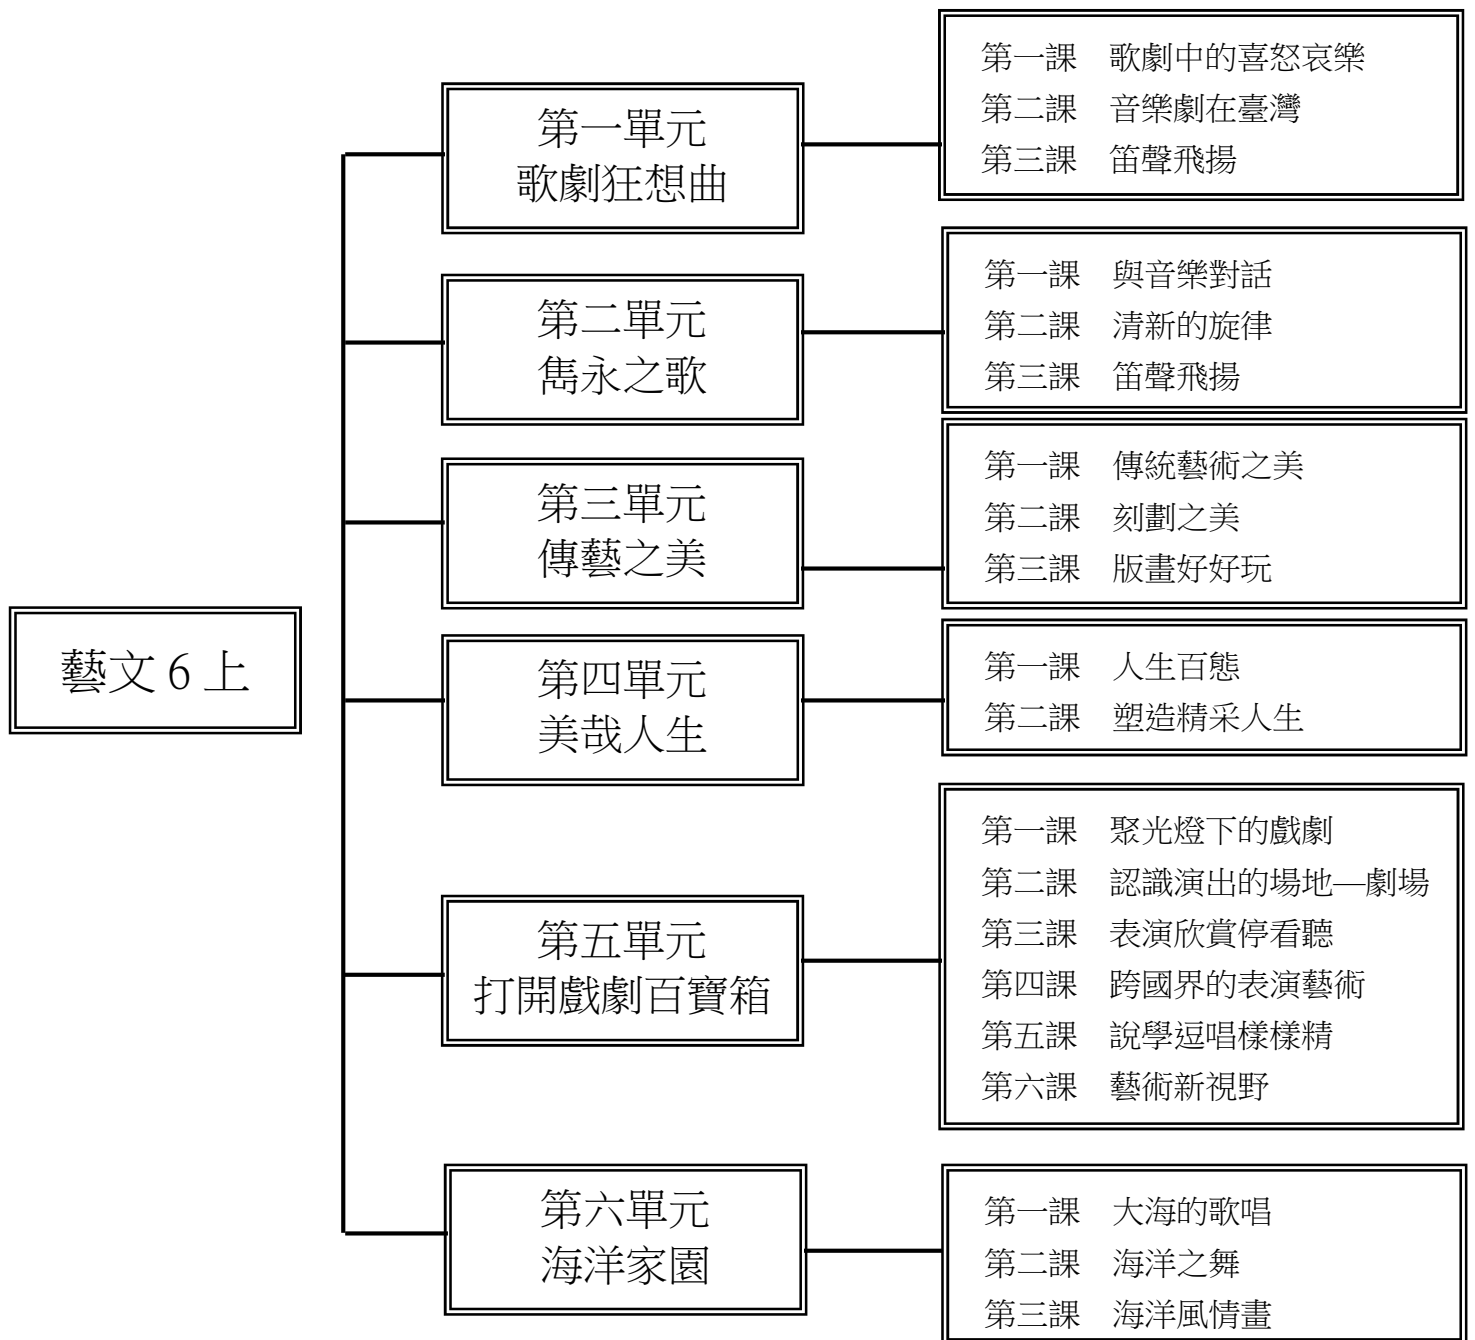 藝文 6 上
第一單元
歌劇狂想曲
第一課　歌劇中的喜怒哀樂
第二課　音樂劇在臺灣
第三課　笛聲飛揚
第二單元
雋永之歌
第一課　與音樂對話
第二課　清新的旋律
第三課　笛聲飛揚
第三單元
傳藝之美
第一課　傳統藝術之美
第二課　刻劃之美
第三課　版畫好好玩
第四單元
美哉人生
第一課　人生百態
第二課　塑造精采人生
第五單元
打開戲劇百寶箱
第一課　聚光燈下的戲劇
第二課　認識演出的場地—劇場
第三課　表演欣賞停看聽
第四課　跨國界的表演藝術
第五課　說學逗唱樣樣精
第六課　藝術新視野
第六單元
海洋家園
第一課　大海的歌唱
第二課　海洋之舞
第三課　海洋風情畫